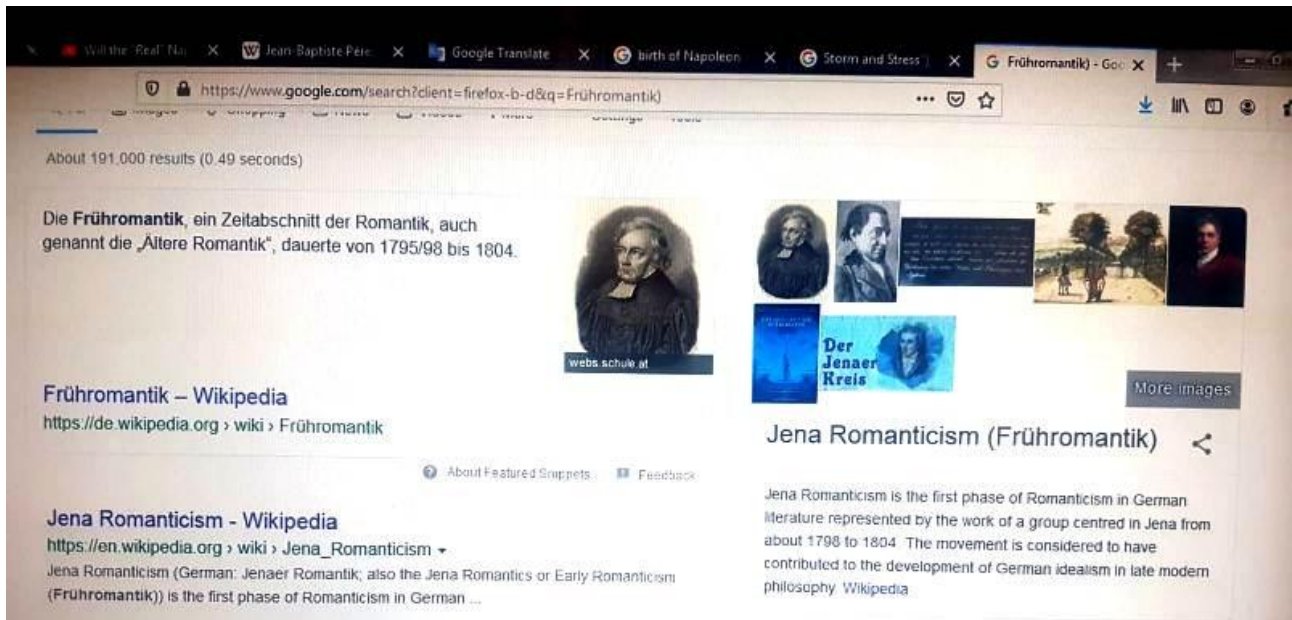 Will the "Real" Na
Jean-Baptiste Pére
Google Translate
birth of Napoleon
Storm and Stress
Frühromantik) - Goo
https://www.google.com/search?client=firefox-b-d&q=Frühromantik)
About 191,000 results (0.49 seconds)
Die Frühromantik, ein Zeitabschnitt der Romantik, auch
genannt die „Ältere Romantik“, dauerte von 1795/98 bis 1804.
webs.schule.at
Frühromantik – Wikipedia
https://de.wikipedia.org › wiki › Frühromantik
About Featured Snippets
Feedback
Jena Romanticism - Wikipedia
https://en.wikipedia.org › wiki › Jena_Romanticism
Jena Romanticism (German: Jenaer Romantik; also the Jena Romantics or Early Romanticism
(Frühromantik)) is the first phase of Romanticism in German ...
Der
Jenaer
Kreis
More images
Jena Romanticism (Frühromantik)
Jena Romanticism is the first phase of Romanticism in German
literature represented by the work of a group centred in Jena from
about 1798 to 1804. The movement is considered to have
contributed to the development of German idealism in late modern
philosophy. Wikipedia